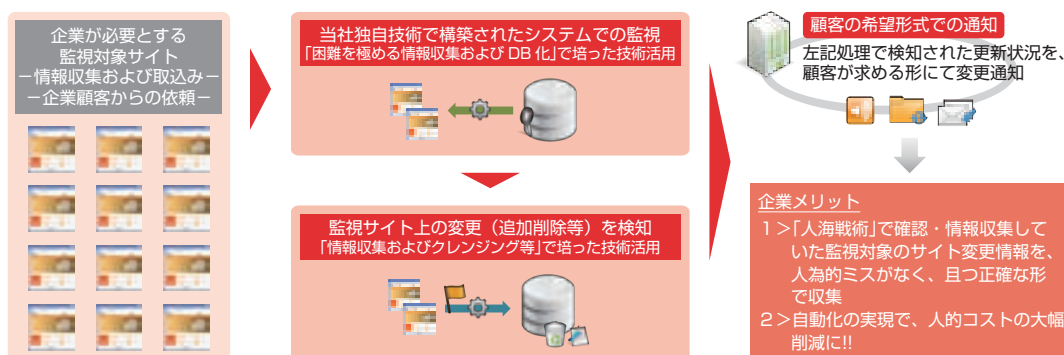 企業が必要とする
監視対象サイト
－情報収集および取込み－
－企業顧客からの依頼－
当社独自技術で構築されたシステムでの監視
｢困難を極める情報収集および DB 化｣で培った技術活用
監視サイト上の変更（追加削除等）を検知
｢情報収集およびクレンジング等｣で培った技術活用
顧客の希望形式での通知
左記処理で検知された更新状況を、
顧客が求める形にて変更通知
企業メリット
１＞｢人海戦術｣で確認・情報収集して
いた監視対象のサイト変更情報を、
人為的ミスがなく、且つ正確な形
で収集
２＞自動化の実現で、人的コストの大幅
削減に!!